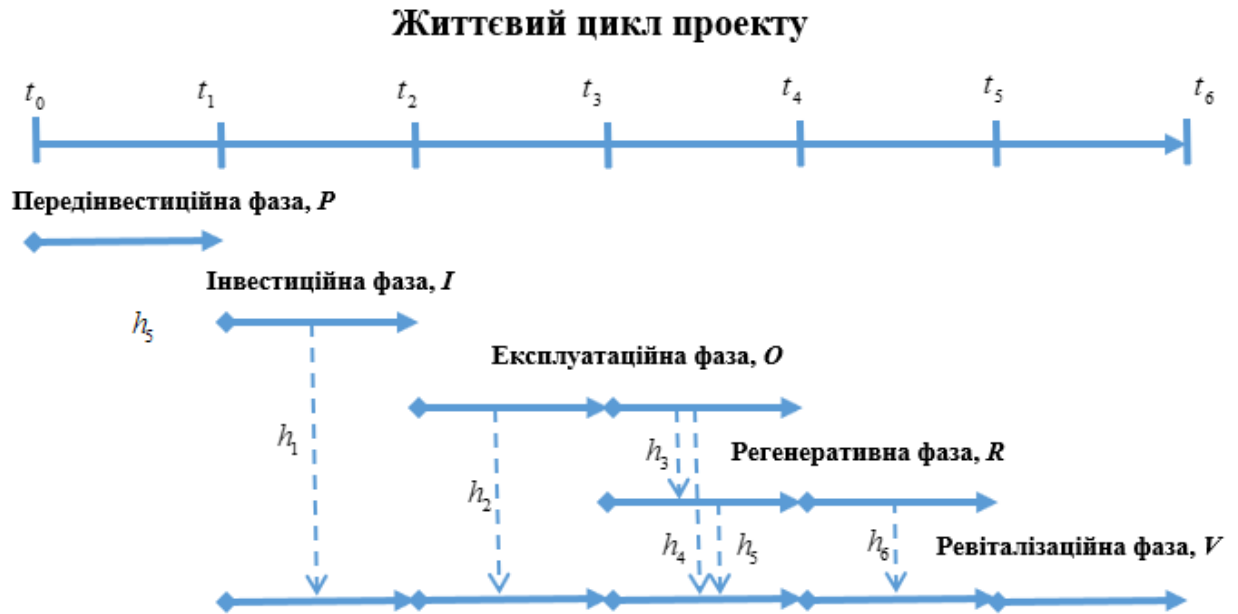 Життєвий цикл проекту
t₀ t₁ t₂ t₃ t₄ t₅ t₆
Передінвестиційна фаза, P
Інвестиційна фаза, I
h₅
Експлуатаційна фаза, O
h₁
h₃ Регенеративна фаза, R
h₂
h₄ h₅ h₆ Ревіталізаційна фаза, V